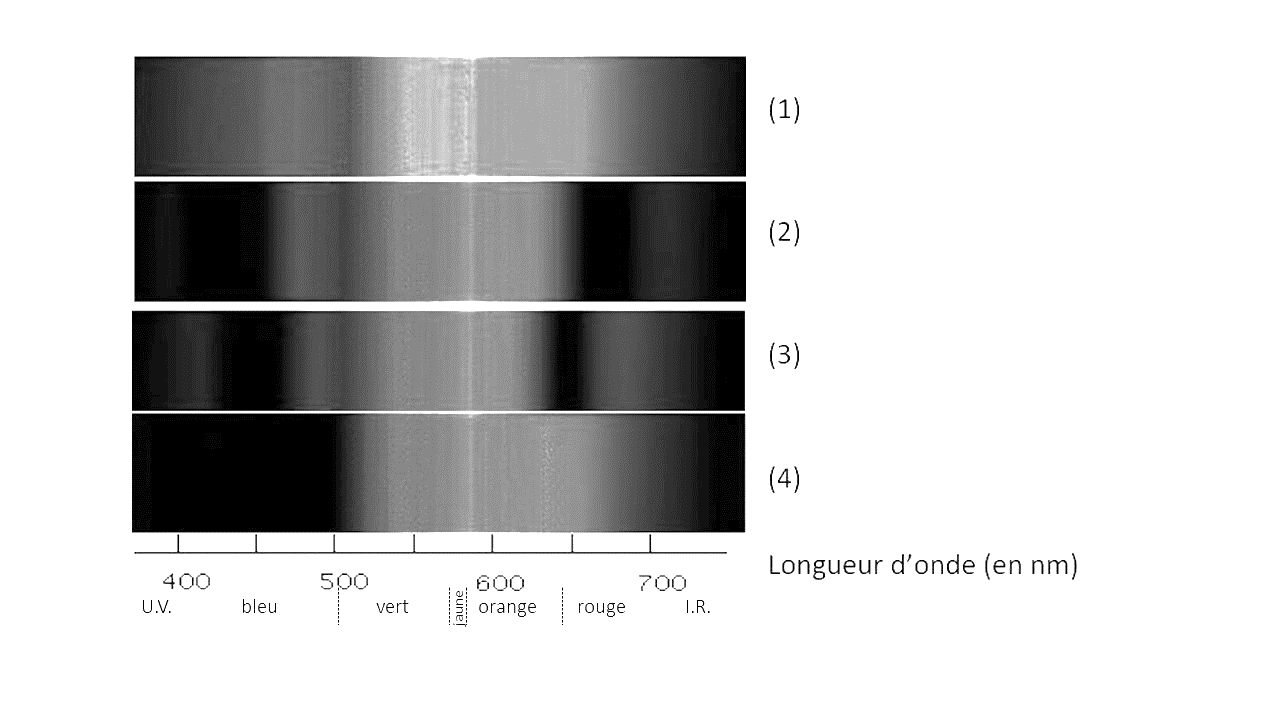 (1)
(2)
(3)
(4)
Longueur d'onde (en nm)
400 500 600 700
U.V. bleu vert jaune orange rouge I.R.